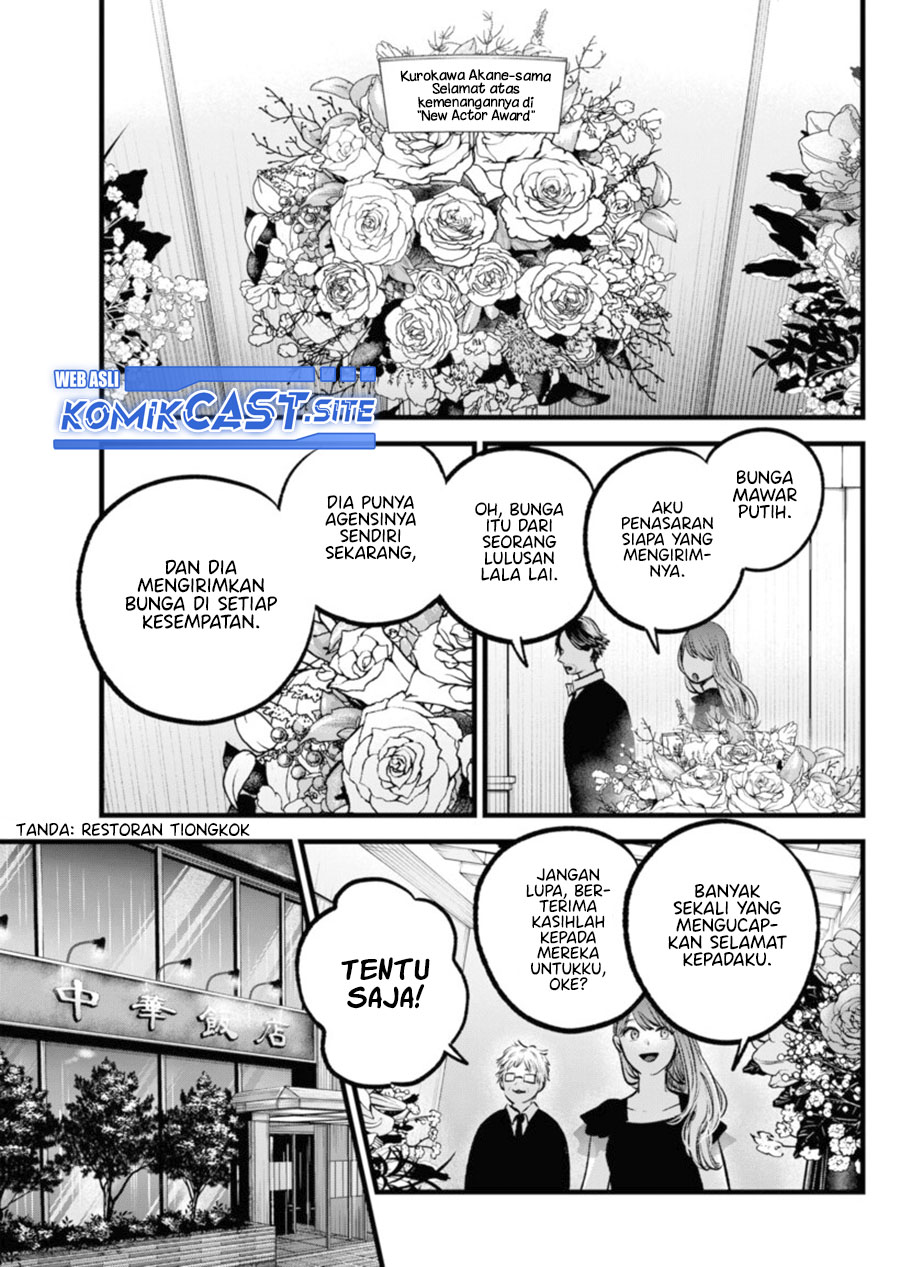 Kurokawa Akane-sama
Selamat atas
kemenangannya di
"New Actor Award"
WEB ASLI
KOMIKCAST.SITE
BUNGA
MAWAR
PUTIH.
AKU
PENASARAN
SIAPA YANG
MENGIRIM-
NYA.
OH, BUNGA
ITU DARI
SEORANG
LULUSAN
LALA LAI.
DIA PUNYA
AGENSINYA
SENDIRI
SEKARANG,
DAN DIA
MENGIRIMKAN
BUNGA DI SETIAP
KESEMPATAN.
BANYAK
SEKALI YANG
MENGUCAP-
KAN SELAMAT
KEPADAKU.
JANGAN
LUPA, BER-
TERIMA
KASIHLAH
KEPADA
MEREKA
UNTUKKU,
OKE?
TENTU
SAJA!
TANDA: RESTORAN TIONGKOK
中華飯店